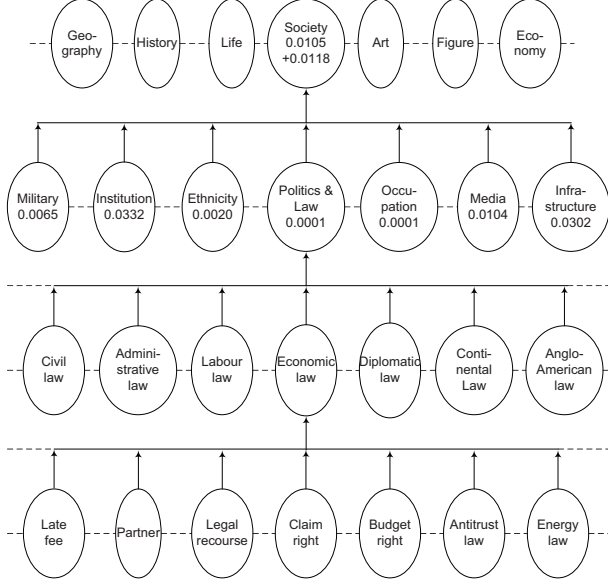 Geo-
graphy
History
Life
Society
0.0105
+0.0118
Art
Figure
Eco-
nomy
Military
0.0065
Institution
0.0332
Ethnicity
0.0020
Politics &
Law
0.0001
Occu-
pation
0.0001
Media
0.0104
Infra-
structure
0.0302
Civil
law
Admini-
strative
law
Labour
law
Economic
law
Diplomatic
law
Conti-
nental
Law
Anglo-
American
law
Late
fee
Partner
Legal
recourse
Claim
right
Budget
right
Antitrust
law
Energy
law